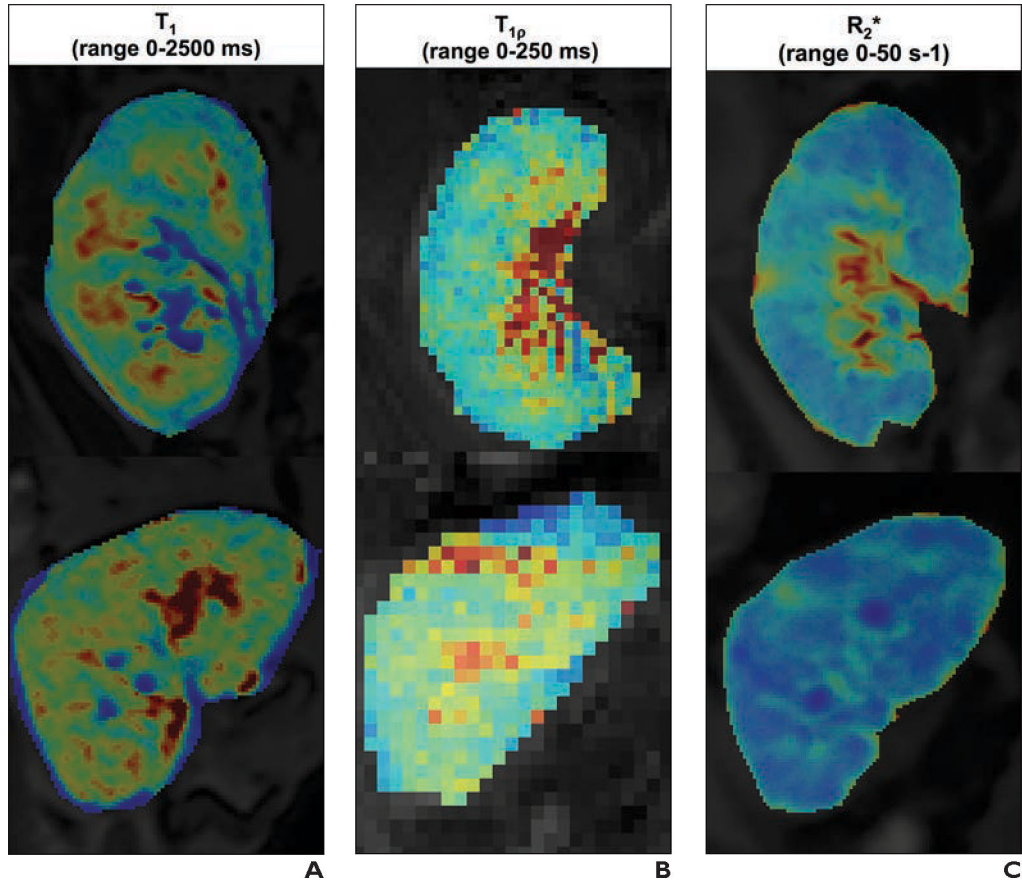 T₁
(range 0-2500 ms)
T₁ρ
(range 0-250 ms)
R₂*
(range 0-50 s-1)
A
B
C